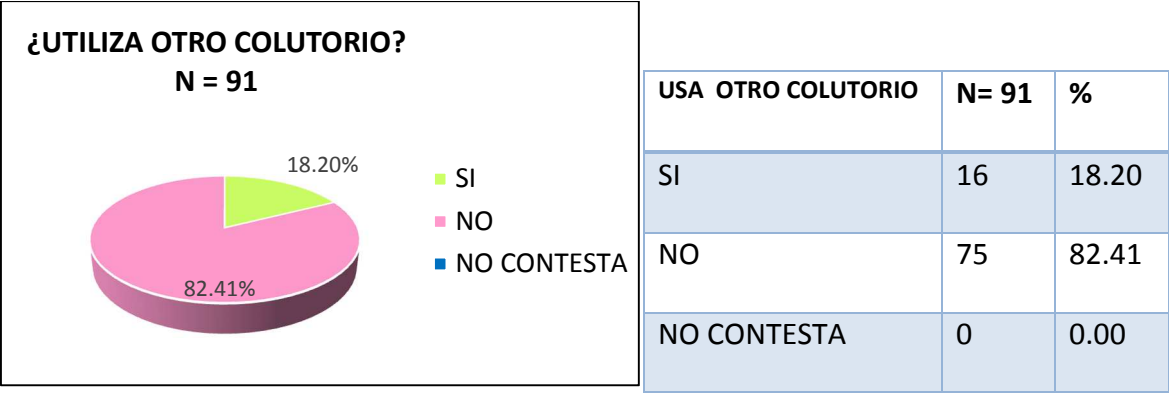 ¿UTILIZA OTRO COLUTORIO?
N = 91
18.20%
82.41%
SI
NO
NO CONTESTA
USA OTRO COLUTORIO N= 91 %
SI 16 18.20
NO 75 82.41
NO CONTESTA 0 0.00